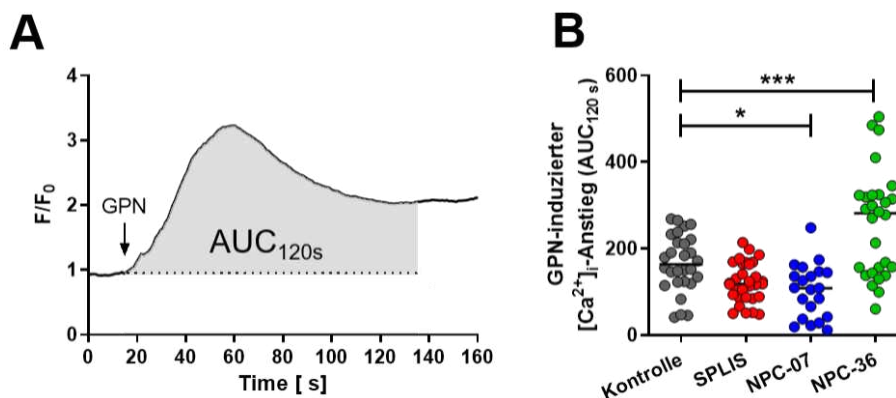 A
F/F0
4
3
2
1
0
GPN
AUC120s
0 20 40 60 80 100 120 140 160
Time [ s]
B
GPN-induzierter
[Ca2+]i-Anstieg (AUC120 s)
600
400
200
0
***
*
Kontrolle
SPLIS
NPC-07
NPC-36